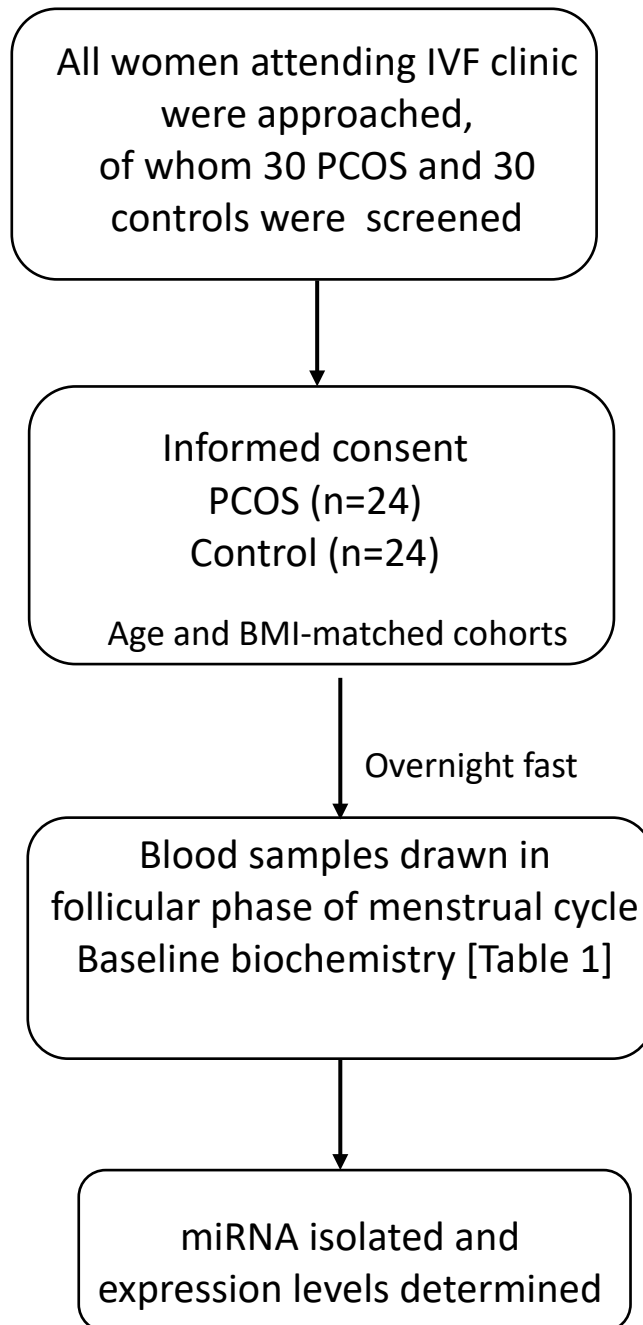 All women attending IVF clinic
were approached,
of whom 30 PCOS and 30
controls were screened
Informed consent
PCOS (n=24)
Control (n=24)
Age and BMI-matched cohorts
Overnight fast
Blood samples drawn in
follicular phase of menstrual cycle
Baseline biochemistry [Table 1]
miRNA isolated and
expression levels determined